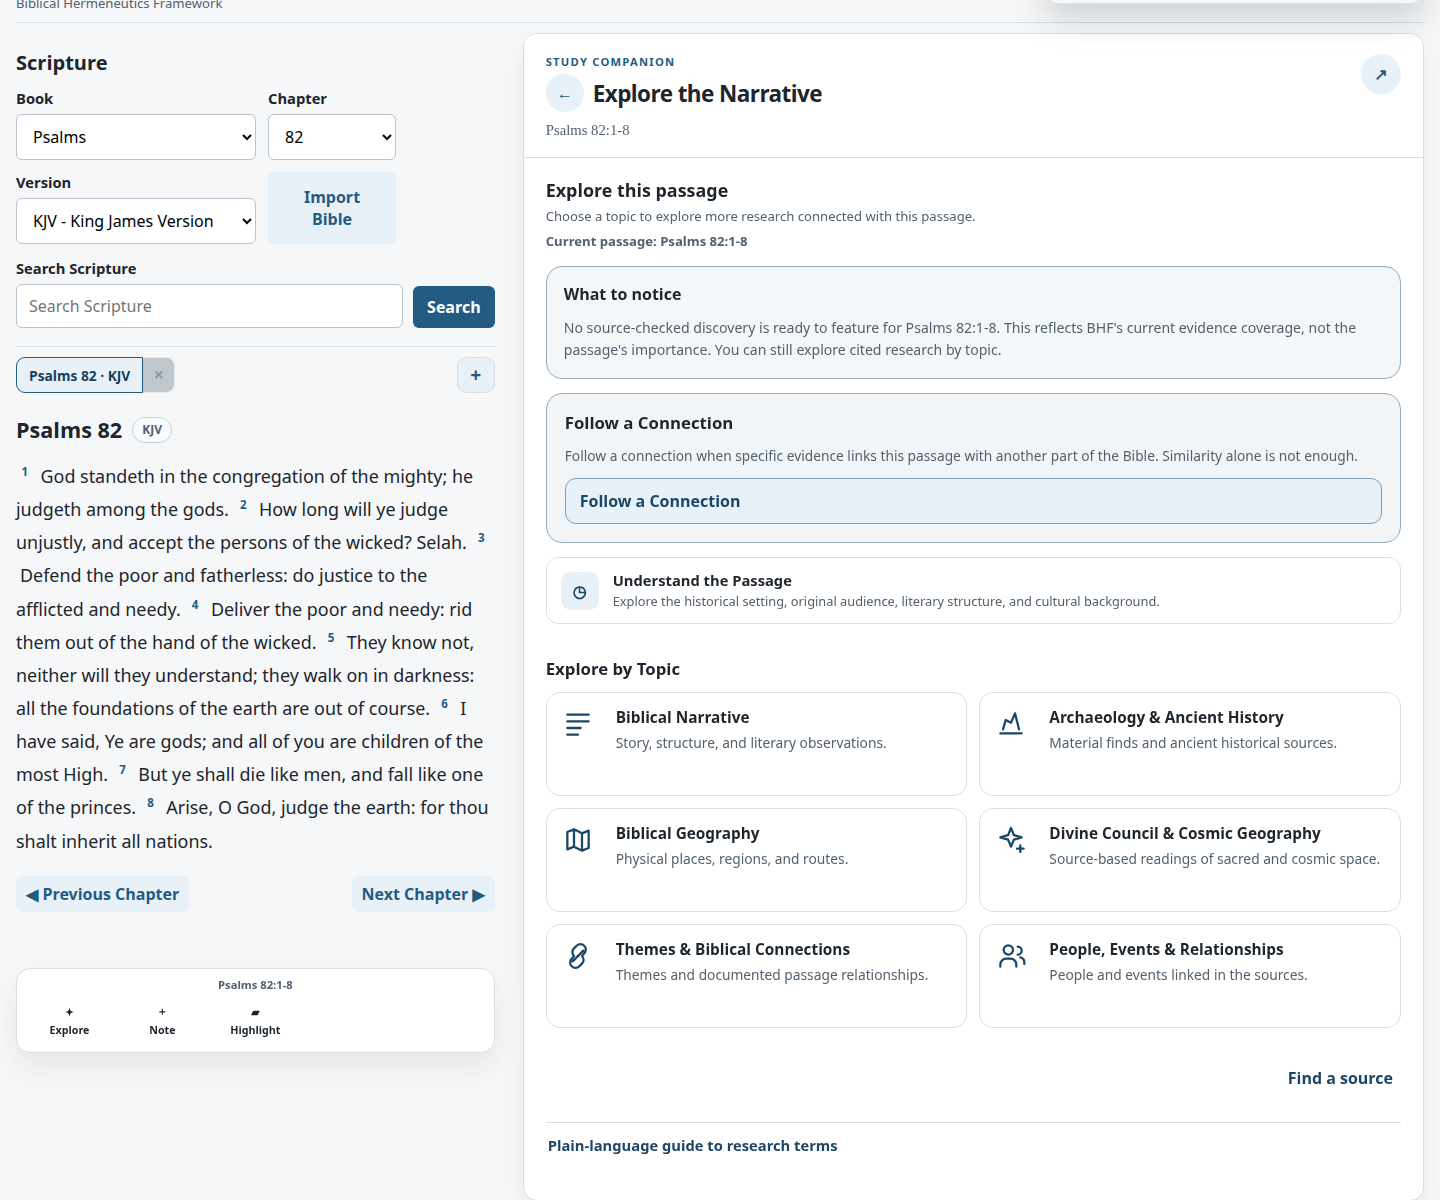 Biblical Hermeneutics Framework
Scripture
Book
Chapter
Psalms
82
Version
KJV - King James Version
Import
Bible
Search Scripture
Search Scripture
Search
Psalms 82 · KJV
×
+
Psalms 82
KJV
1 God standeth in the congregation of the mighty; he
judgeth among the gods. 2 How long will ye judge
unjustly, and accept the persons of the wicked? Selah. 3
Defend the poor and fatherless: do justice to the
afflicted and needy. 4 Deliver the poor and needy: rid
them out of the hand of the wicked. 5 They know not,
neither will they understand; they walk on in darkness:
all the foundations of the earth are out of course. 6 I
have said, Ye are gods; and all of you are children of the
most High. 7 But ye shall die like men, and fall like one
of the princes. 8 Arise, O God, judge the earth: for thou
shalt inherit all nations.
◀ Previous Chapter
Next Chapter ▶
Psalms 82:1-8
Explore
Note
Highlight
STUDY COMPANION
← Explore the Narrative
↗
Psalms 82:1-8
Explore this passage
Choose a topic to explore more research connected with this passage.
Current passage: Psalms 82:1-8
What to notice
No source-checked discovery is ready to feature for Psalms 82:1-8. This reflects BHF's current evidence coverage, not the
passage's importance. You can still explore cited research by topic.
Follow a Connection
Follow a connection when specific evidence links this passage with another part of the Bible. Similarity alone is not enough.
Follow a Connection
Understand the Passage
Explore the historical setting, original audience, literary structure, and cultural background.
Explore by Topic
Biblical Narrative
Story, structure, and literary observations.
Archaeology & Ancient History
Material finds and ancient historical sources.
Biblical Geography
Physical places, regions, and routes.
Divine Council & Cosmic Geography
Source-based readings of sacred and cosmic space.
Themes & Biblical Connections
Themes and documented passage relationships.
People, Events & Relationships
People and events linked in the sources.
Find a source
Plain-language guide to research terms